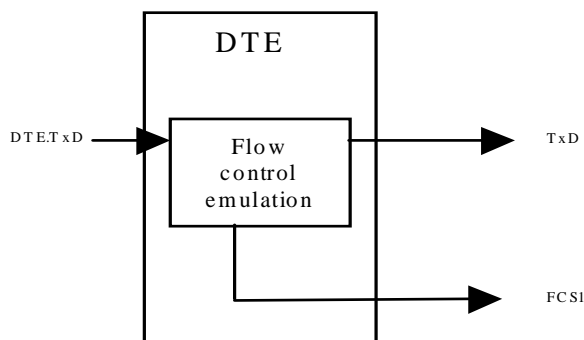 DTE
DTE.TxD
Flow
control
emulation
TxD
FCS1